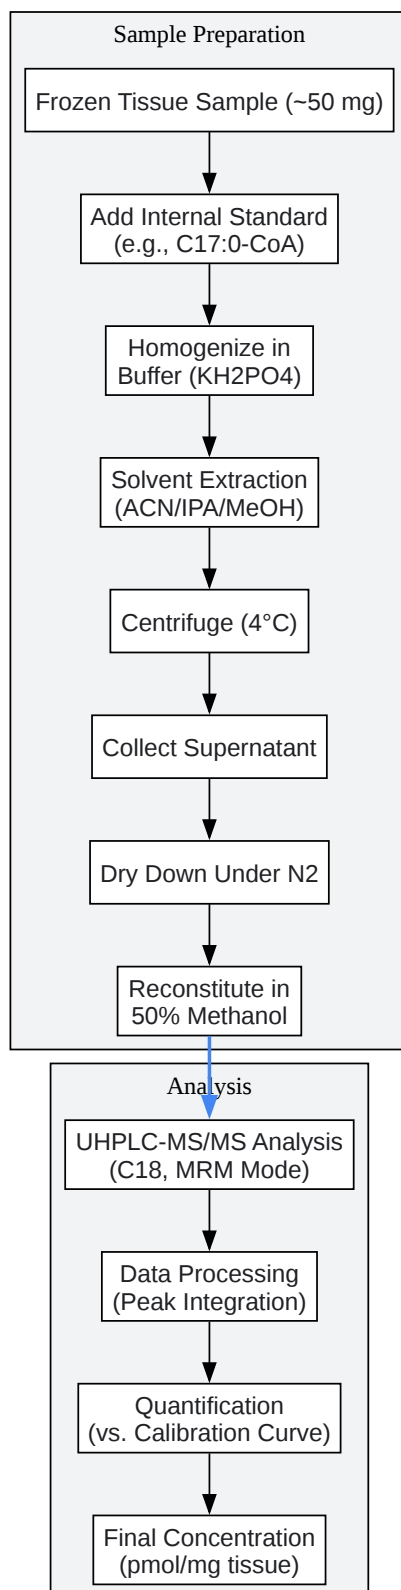 Sample Preparation
Frozen Tissue Sample (~50 mg)
Add Internal Standard
(e.g., C17:0-CoA)
Homogenize in
Buffer (KH2PO4)
Solvent Extraction
(ACN/IPA/MeOH)
Centrifuge (4°C)
Collect Supernatant
Dry Down Under N2
Reconstitute in
50% Methanol
Analysis
UHPLC-MS/MS Analysis
(C18, MRM Mode)
Data Processing
(Peak Integration)
Quantification
(vs. Calibration Curve)
Final Concentration
(pmol/mg tissue)